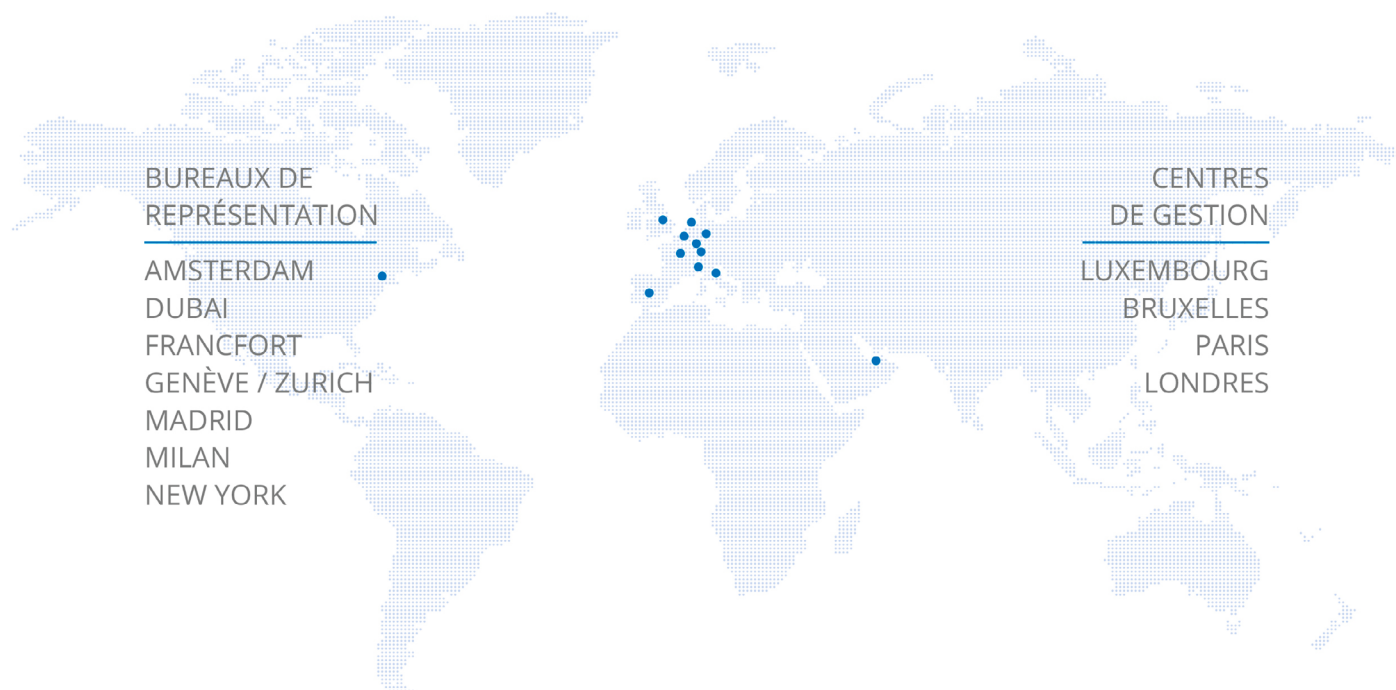 BUREAUX DE
REPRÉSENTATION
AMSTERDAM
DUBAI
FRANCFORT
GENÈVE / ZURICH
MADRID
MILAN
NEW YORK
CENTRES
DE GESTION
LUXEMBOURG
BRUXELLES
PARIS
LONDRES